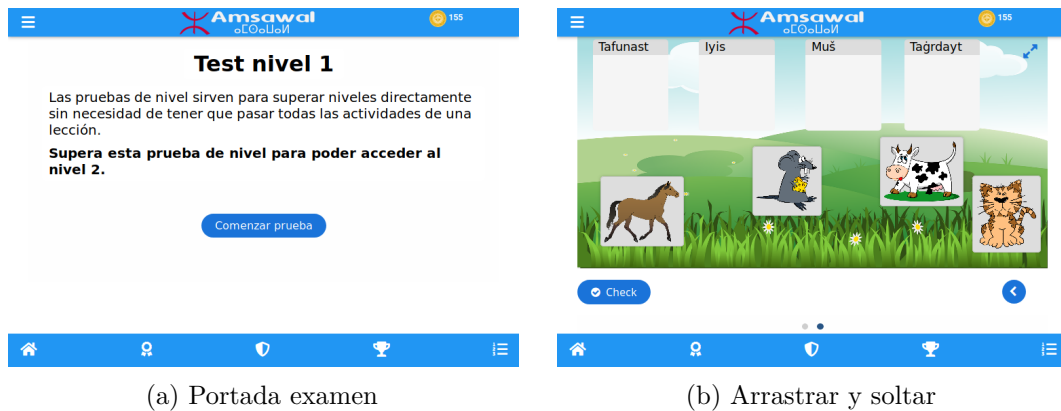 Amsawal
ⴰⵎⵙⴰⵡⴰⵍ
155
Test nivel 1
Las pruebas de nivel sirven para superar niveles directamente
sin necesidad de tener que pasar todas las actividades de una
lección.
Supera esta prueba de nivel para poder acceder al
nivel 2.
Comenzar prueba
(a) Portada examen
Amsawal
ⴰⵎⵙⴰⵡⴰⵍ
155
Tafunast
Iyis
Muš
Taġrdayt
Check
(b) Arrastrar y soltar